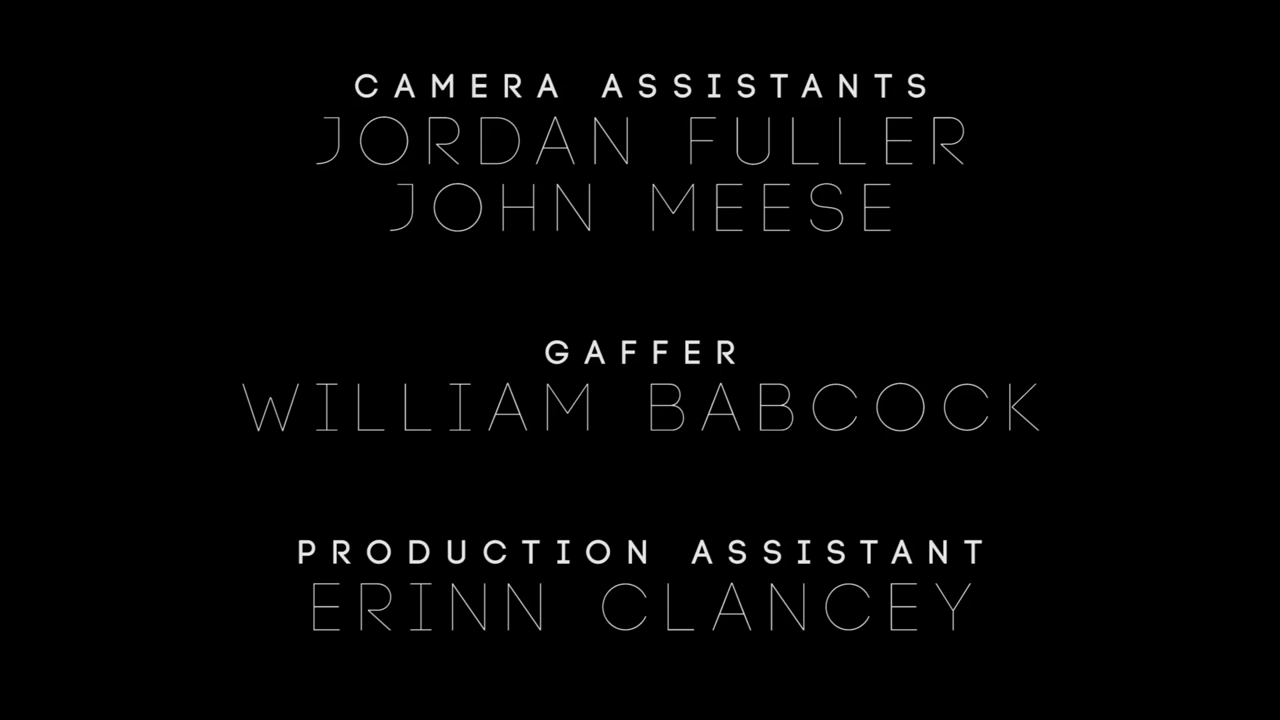 CAMERA ASSISTANTS
JORDAN FULLER
JOHN MEESE
GAFFER
WILLIAM BABCOCK
PRODUCTION ASSISTANT
ERINN CLANCEY